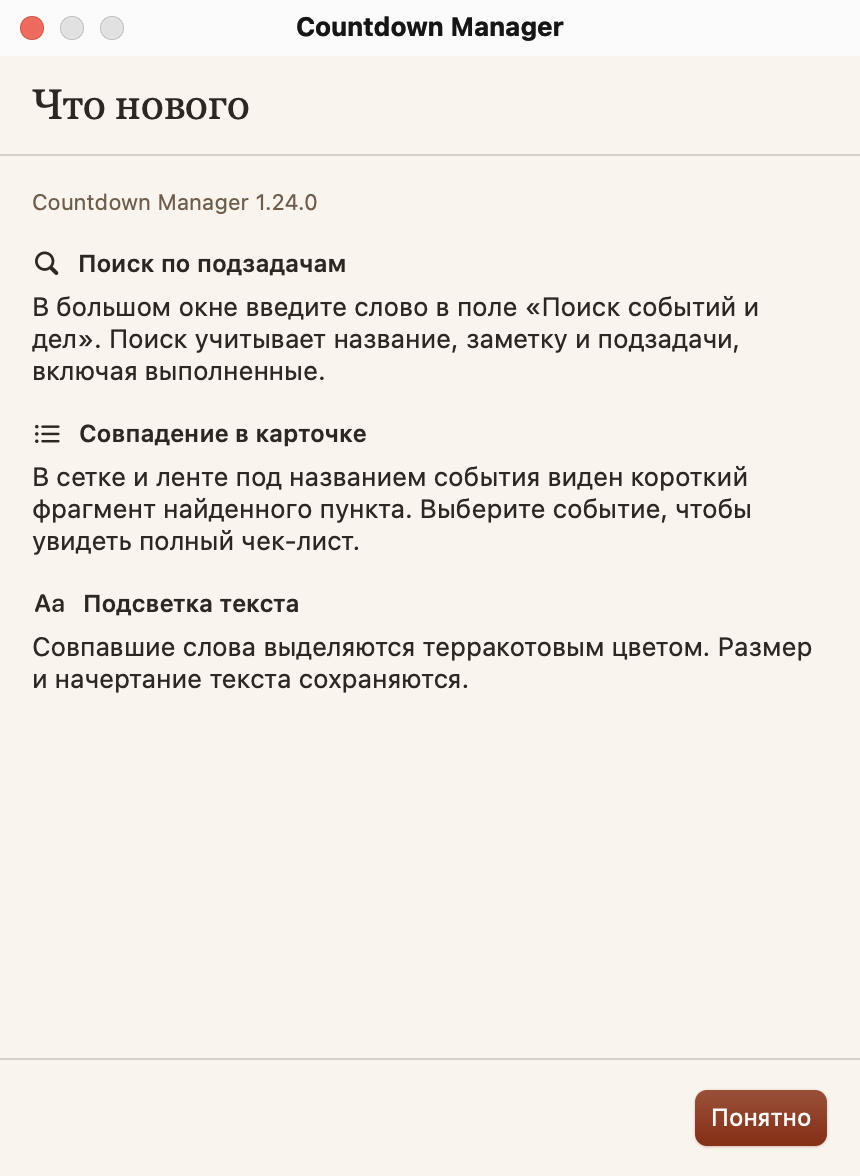 Countdown Manager
Что нового
Countdown Manager 1.24.0
Поиск по подзадачам
В большом окне введите слово в поле «Поиск событий и
дел». Поиск учитывает название, заметку и подзадачи,
включая выполненные.
Совпадение в карточке
В сетке и ленте под названием события виден короткий
фрагмент найденного пункта. Выберите событие, чтобы
увидеть полный чек-лист.
Aa Подсветка текста
Совпавшие слова выделяются терракотовым цветом. Размер
и начертание текста сохраняются.
Понятно